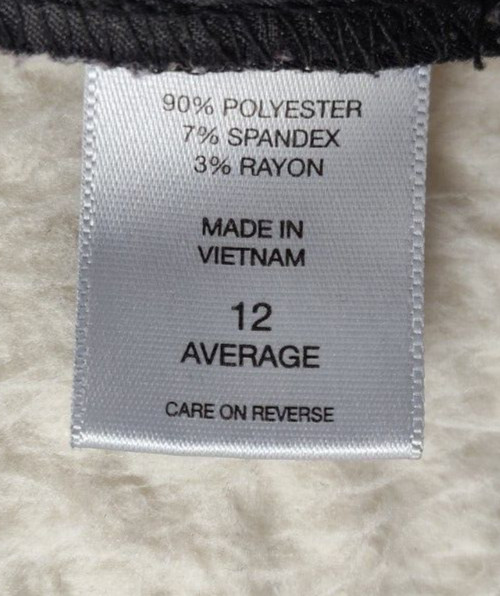 90% POLYESTER
7% SPANDEX
3% RAYON
MADE IN
VIETNAM
12
AVERAGE
CARE ON REVERSE